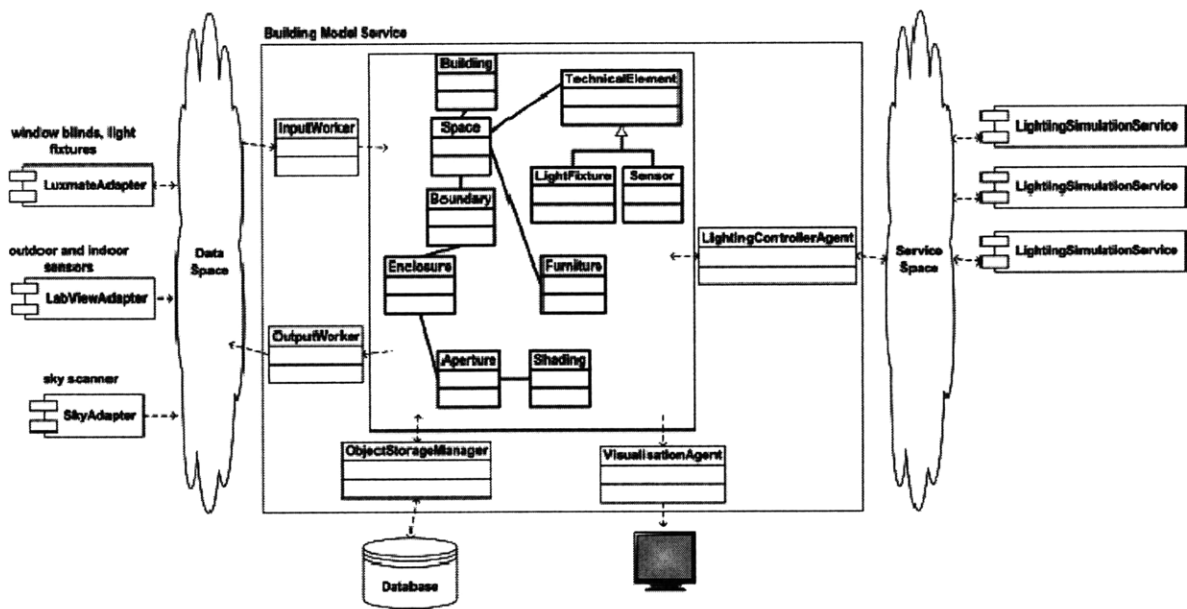 Building Model Service
Building
TechnicalElement
InputWorker
Space
window blinds, light
fixtures
LuxmateAdapter
LightFixture
Sensor
Boundary
LightingSimulationService
LightingSimulationService
LightingSimulationService
outdoor and indoor
sensors
LabViewAdapter
Data
Space
Enclosure
Furniture
LightingControllerAgent
Service
Space
OutputWorker
Aperture
Shading
sky scanner
SkyAdapter
ObjectStorageManager
VisualisationAgent
Database